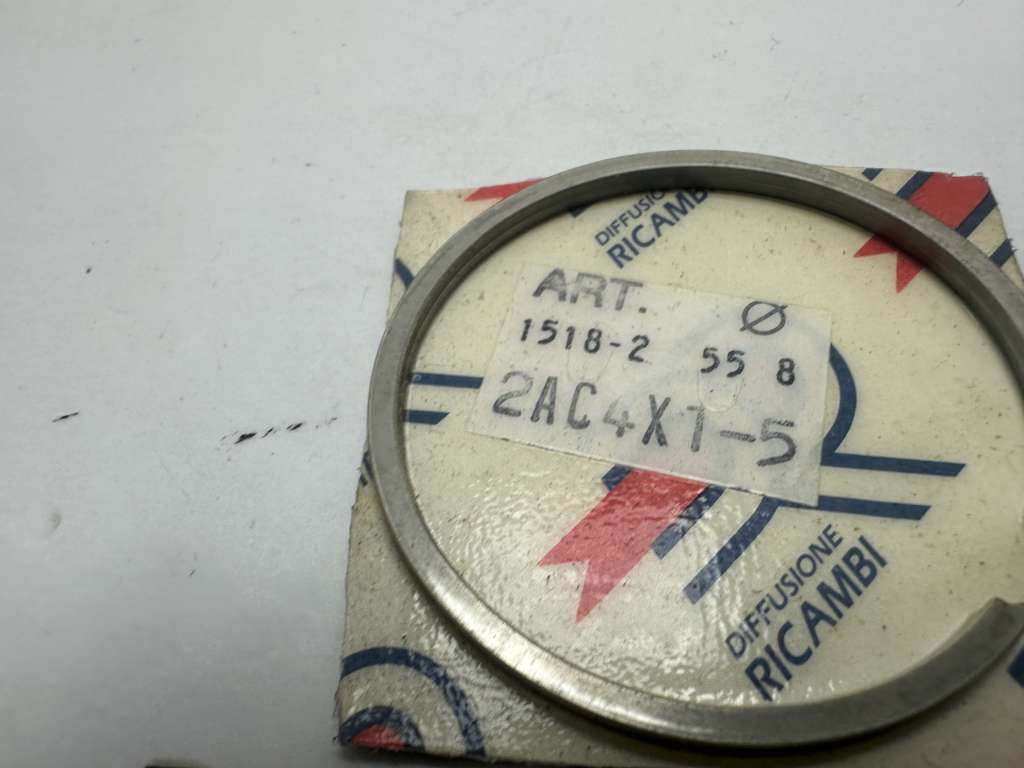 DIFFUSIONE
RICAMBI
ART. Ø
1518-2 55 8
2AC4X1-5
DIFFUSIONE
RICAMBI